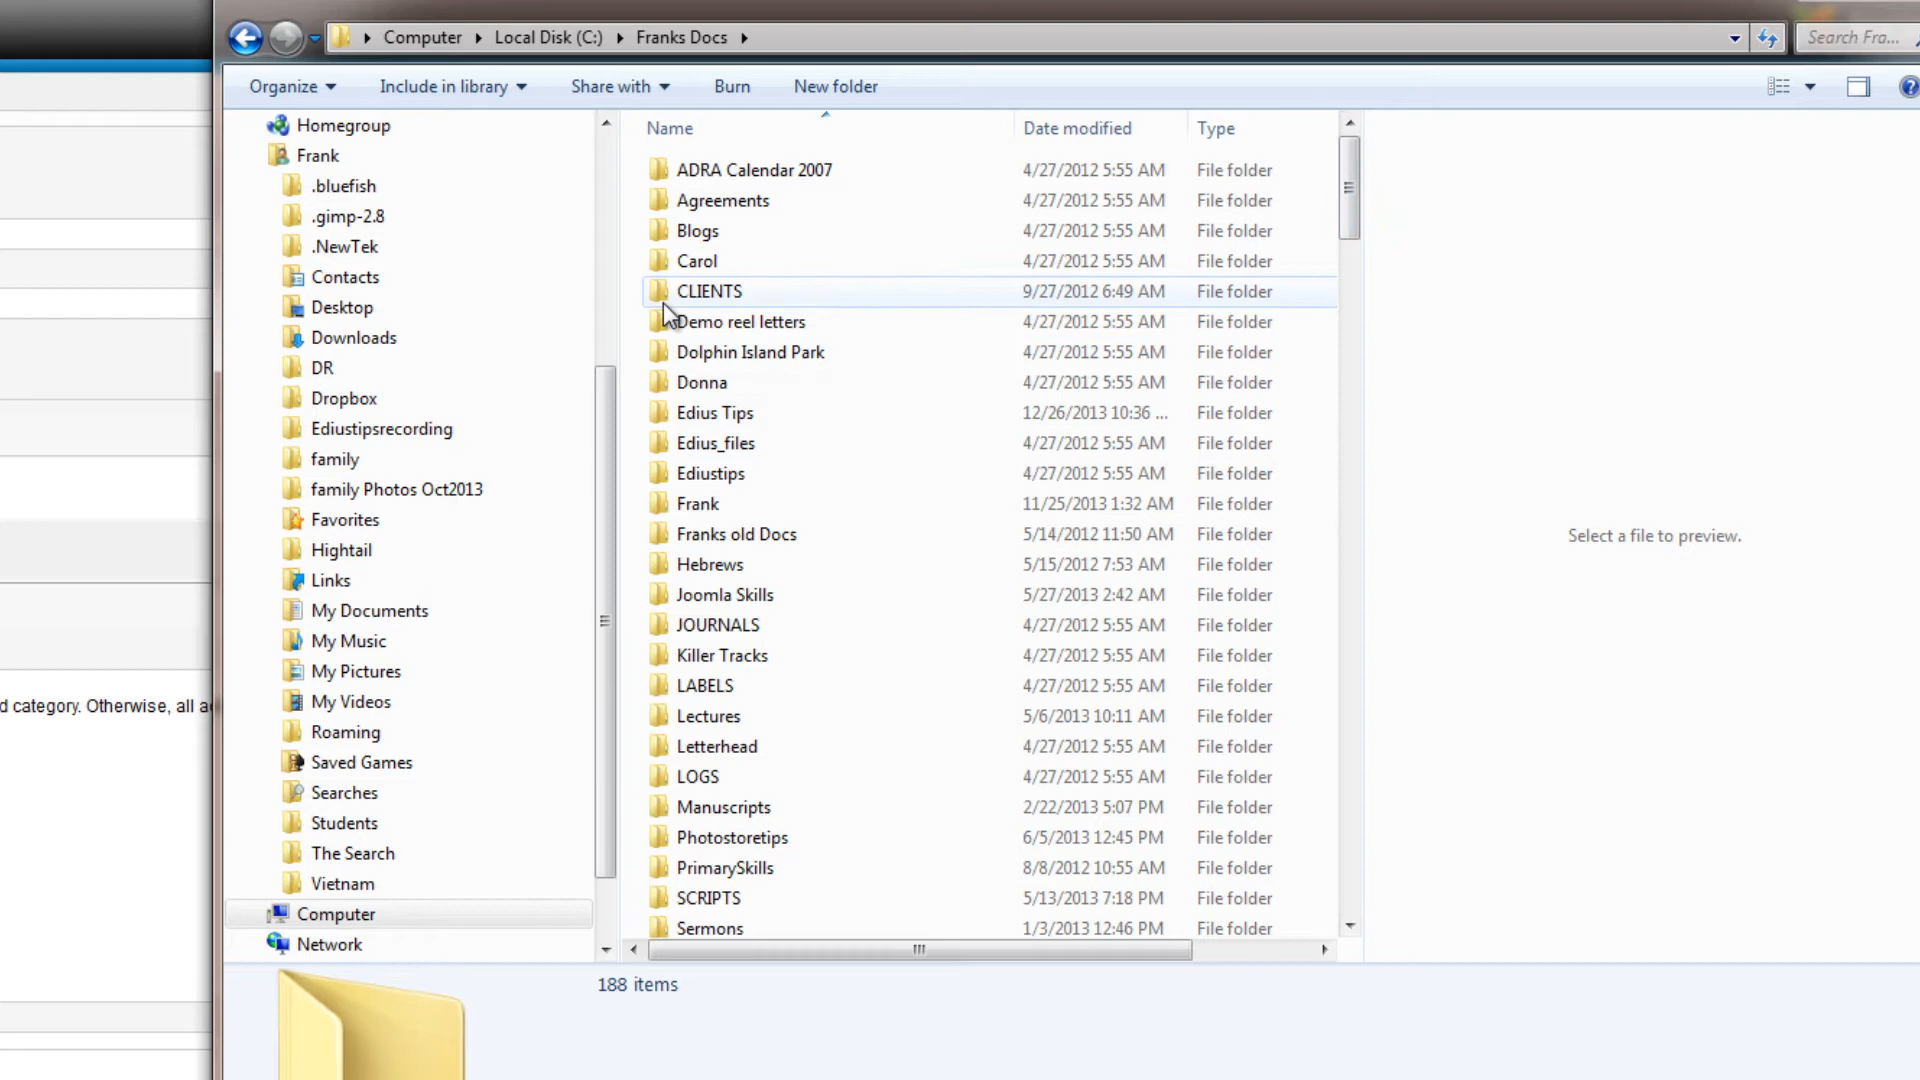 Computer Local Disk (C:) Franks Docs Search Fra...
Organize Include in library Share with Burn New folder
Homegroup
Frank
.bluefish
.gimp-2.8
.NewTek
Contacts
Desktop
Downloads
DR
Dropbox
Ediustipsrecording
family
family Photos Oct2013
Favorites
Hightail
Links
My Documents
My Music
My Pictures
My Videos
Roaming
Saved Games
Searches
Students
The Search
Vietnam
Computer
Network
Name Date modified Type
ADRA Calendar 2007 4/27/2012 5:55 AM File folder
Agreements 4/27/2012 5:55 AM File folder
Blogs 4/27/2012 5:55 AM File folder
Carol 4/27/2012 5:55 AM File folder
CLIENTS 9/27/2012 6:49 AM File folder
Demo reel letters 4/27/2012 5:55 AM File folder
Dolphin Island Park 4/27/2012 5:55 AM File folder
Donna 4/27/2012 5:55 AM File folder
Edius Tips 12/26/2013 10:36 ... File folder
Edius_files 4/27/2012 5:55 AM File folder
Ediustips 4/27/2012 5:55 AM File folder
Frank 11/25/2013 1:32 AM File folder
Franks old Docs 5/14/2012 11:50 AM File folder
Hebrews 5/15/2012 7:53 AM File folder
Joomla Skills 5/27/2013 2:42 AM File folder
JOURNALS 4/27/2012 5:55 AM File folder
Killer Tracks 4/27/2012 5:55 AM File folder
LABELS 4/27/2012 5:55 AM File folder
Lectures 5/6/2013 10:11 AM File folder
Letterhead 4/27/2012 5:55 AM File folder
LOGS 4/27/2012 5:55 AM File folder
Manuscripts 2/22/2013 5:07 PM File folder
Photostoretips 6/5/2013 12:45 PM File folder
PrimarySkills 8/8/2012 10:55 AM File folder
SCRIPTS 5/13/2013 7:18 PM File folder
Sermons 1/3/2013 12:46 PM File folder
Select a file to preview.
188 items
d category. Otherwise, all a